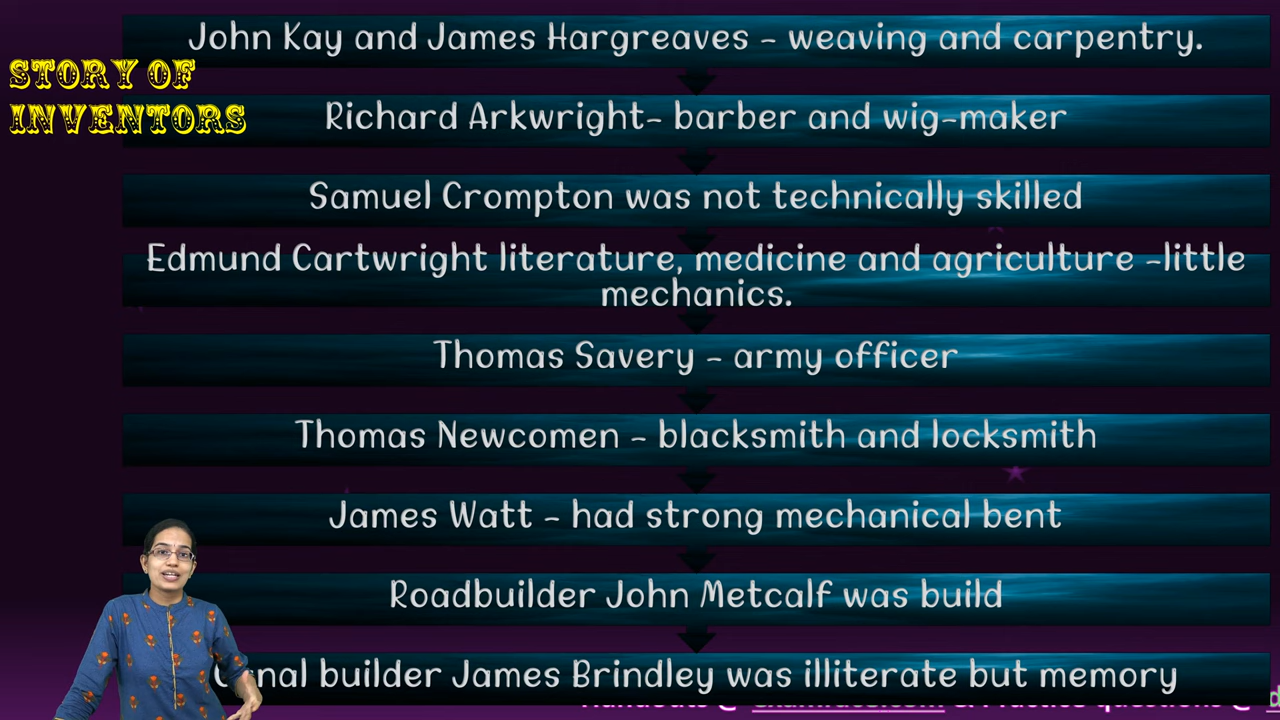 STORY OF
INVENTORS
John Kay and James Hargreaves - weaving and carpentry.
Richard Arkwright- barber and wig-maker
Samuel Crompton was not technically skilled
Edmund Cartwright literature, medicine and agriculture -little
mechanics.
Thomas Savery - army officer
Thomas Newcomen - blacksmith and locksmith
James Watt - had strong mechanical bent
Roadbuilder John Metcalf was build
builder James Brindley was illiterate but memory